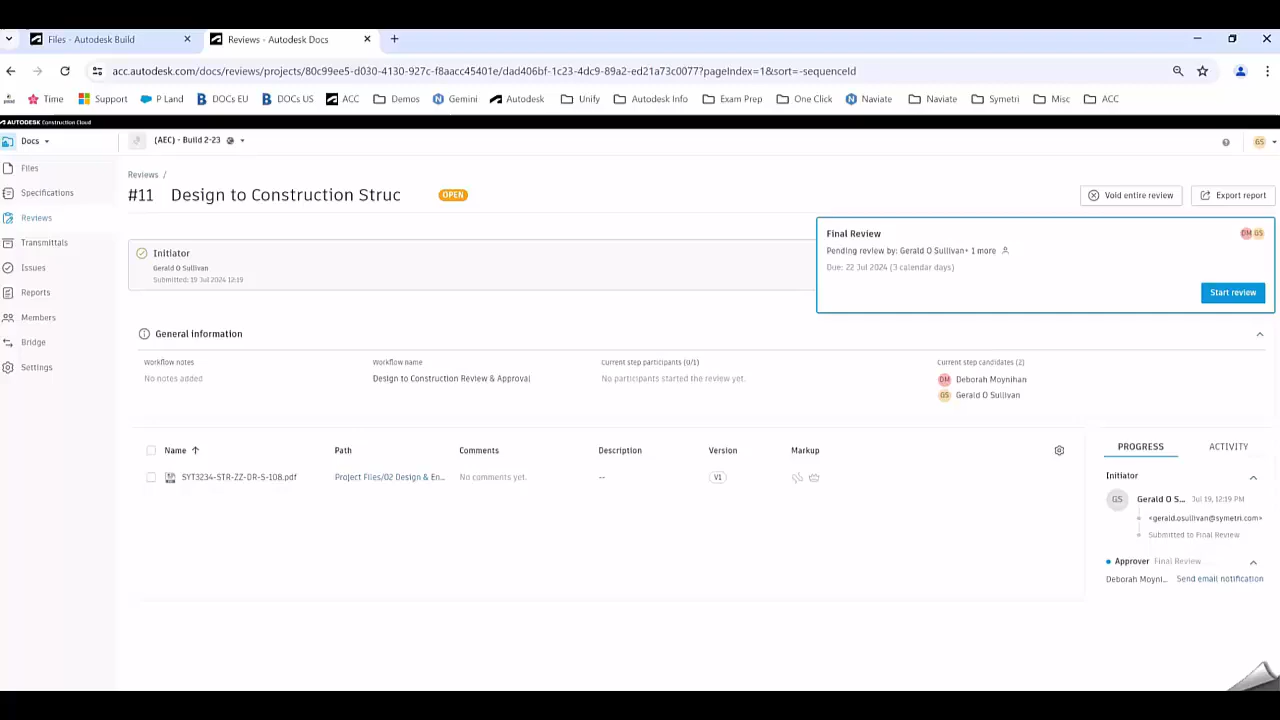 Files - Autodesk Build
Reviews - Autodesk Docs
acc.autodesk.com/docs/reviews/projects/80c99ee5-d030-4130-927c-f8aacc45401e/dad406bf-1c23-4dc9-89a2-ed21a73c0077?pageIndex=1&sort=-sequenceId
Time Support P Land DOCs EU DOCs US ACC Demos Gemini Autodesk Unify Autodesk Info Exam Prep One Click Naviate Naviate Symetri Misc ACC
AUTODESK Construction Cloud
Docs
(AEC) - Build 2-23
GS
Files
Specifications
Reviews
Transmittals
Issues
Reports
Members
Bridge
Settings
Reviews /
#11 Design to Construction Struc OPEN
Void entire review
Export report
Initiator
Gerald O Sullivan
Submitted: 19 Jul 2024 12:19
Final Review
DM GS
Pending review by: Gerald O Sullivan+ 1 more
Due: 22 Jul 2024 (3 calendar days)
Start review
General information
Workflow notes
No notes added
Workflow name
Design to Construction Review & Approval
Current step participants (0/1)
No participants started the review yet.
Current step candidates (2)
DM Deborah Moynihan
GS Gerald O Sullivan
Name Path Comments Description Version Markup
SYT3234-STR-ZZ-DR-S-108.pdf Project Files/02 Design & En... No comments yet. -- V1
PROGRESS ACTIVITY
Initiator
GS Gerald O S... Jul 19, 12:19 PM
<gerald.osullivan@symetri.com>
Submitted to Final Review
Approver Final Review
Deborah Moyni... Send email notification